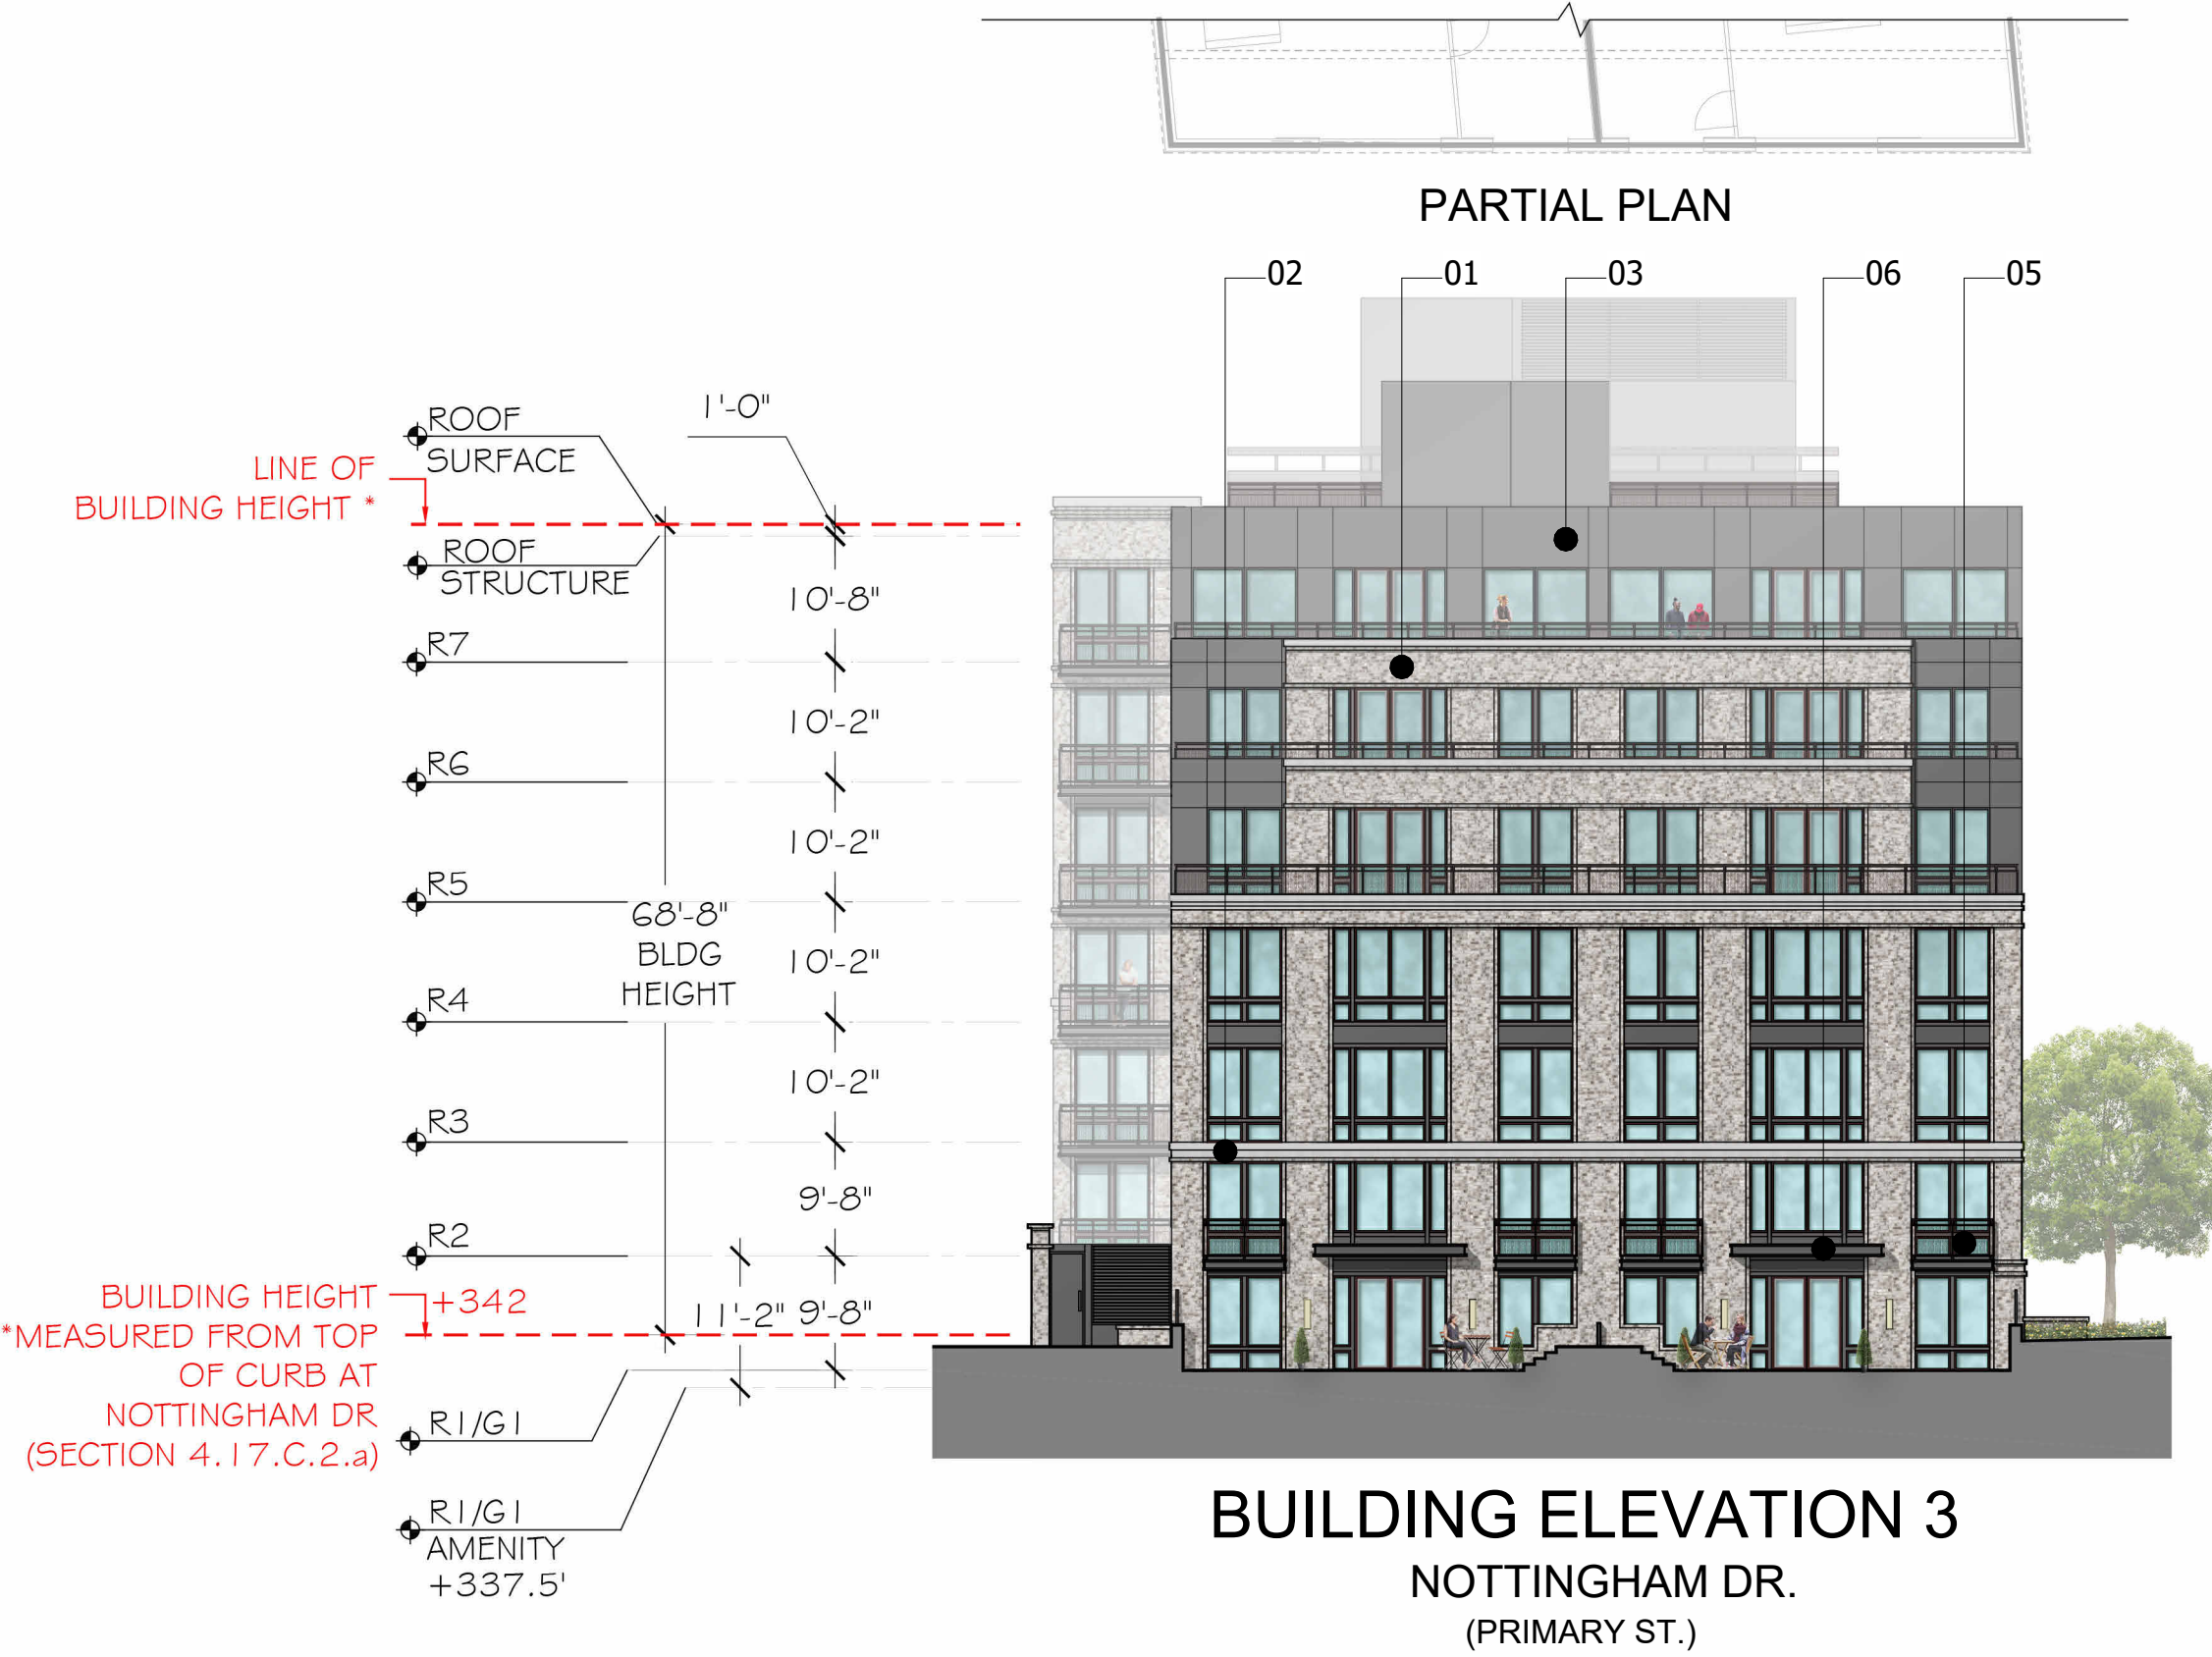 PARTIAL PLAN
02
01
03
06
05
ROOF
SURFACE
1'-0"
LINE OF
BUILDING HEIGHT *
ROOF
STRUCTURE
10'-8"
R7
10'-2"
R6
10'-2"
R5
68'-8"
BLDG
HEIGHT
10'-2"
R4
10'-2"
R3
9'-8"
R2
BUILDING HEIGHT
*MEASURED FROM TOP
OF CURB AT
NOTTINGHAM DR
(SECTION 4.17.C.2.a)
+342
11'-2"
9'-8"
R1/G1
R1/G1
AMENITY
+337.5'
BUILDING ELEVATION 3
NOTTINGHAM DR.
(PRIMARY ST.)